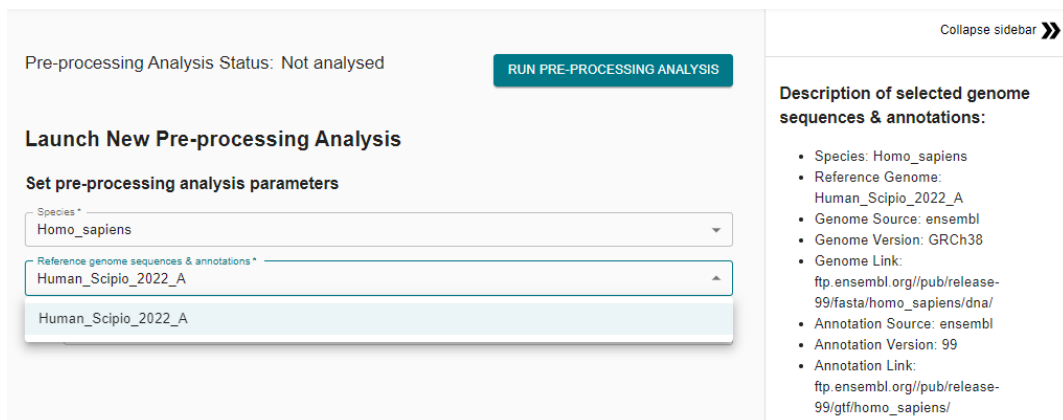 Collapse sidebar
Pre-processing Analysis Status: Not analysed
RUN PRE-PROCESSING ANALYSIS
Launch New Pre-processing Analysis
Set pre-processing analysis parameters
Species *
Homo_sapiens
Reference genome sequences & annotations *
Human_Scipio_2022_A
Human_Scipio_2022_A
Description of selected genome
sequences & annotations:
• Species: Homo_sapiens
• Reference Genome:
Human_Scipio_2022_A
• Genome Source: ensembl
• Genome Version: GRCh38
• Genome Link:
ftp.ensembl.org//pub/release-
99/fasta/homo_sapiens/dna/
• Annotation Source: ensembl
• Annotation Version: 99
• Annotation Link:
ftp.ensembl.org//pub/release-
99/gtf/homo_sapiens/